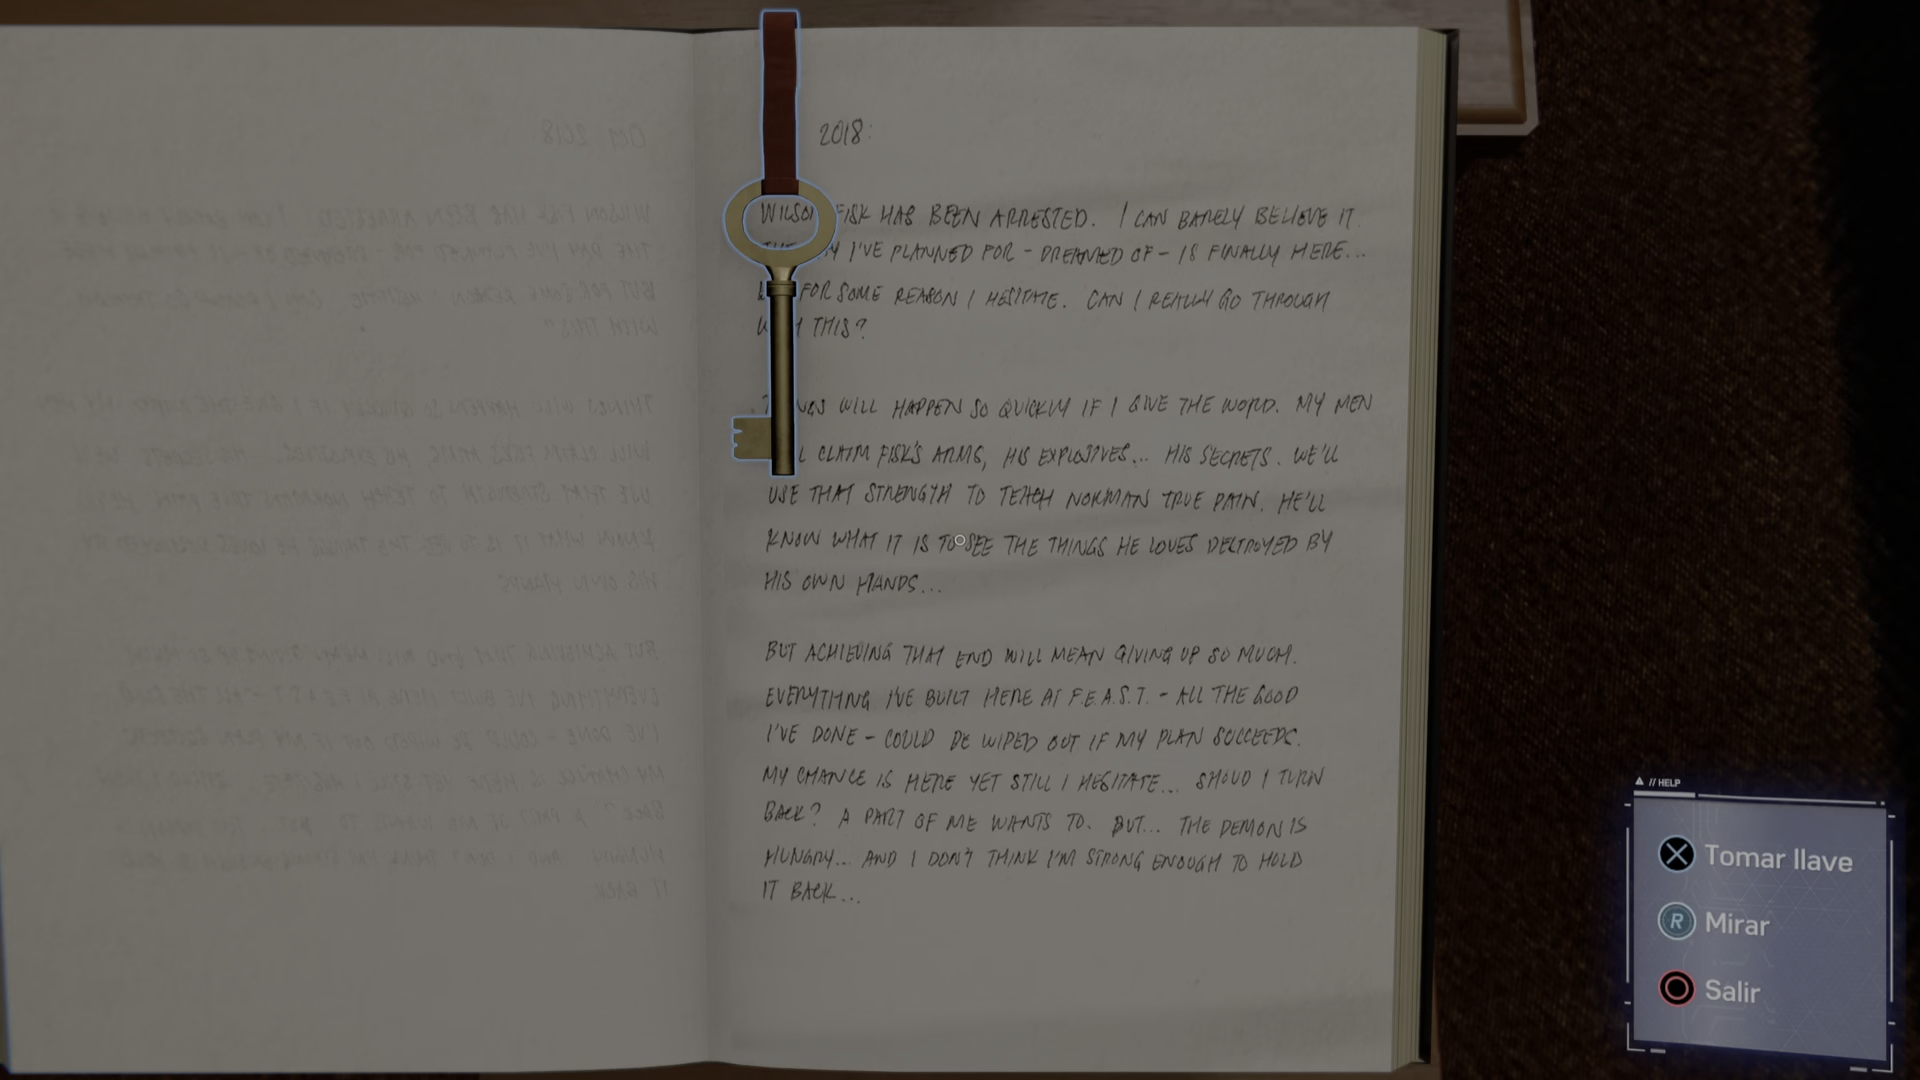 2018:
WILSON FISK HAS BEEN ARRESTED. I CAN BARELY BELIEVE IT.
I'VE PLANNED FOR - DREAMED OF - IS FINALLY HERE...
FOR SOME REASON I HESITATE. CAN I REALLY GO THROUGH
THIS?
THINGS WILL HAPPEN SO QUICKLY IF I GIVE THE WORD. MY MEN
CLAIM FISK'S ARMS, HIS EXPLOSIVES... HIS SECRETS. WE'LL
USE THAT STRENGTH TO TEACH NORMAN TRUE PAIN. HE'LL
KNOW WHAT IT IS TO SEE THE THINGS HE LOVES DESTROYED BY
HIS OWN HANDS...
BUT ACHIEVING THAT END WILL MEAN GIVING UP SO MUCH.
EVERYTHING I'VE BUILT HERE AT F.E.A.S.T. - ALL THE GOOD
I'VE DONE - COULD BE WIPED OUT IF MY PLAN SUCCEEDS.
MY CHANCE IS HERE YET STILL I HESITATE... SHOUD I TURN
BACK? A PART OF ME WANTS TO. BUT... THE DEMON IS
HUNGRY... AND I DON'T THINK I'M STRONG ENOUGH TO HOLD
IT BACK...
// HELP
Tomar llave
R Mirar
Salir